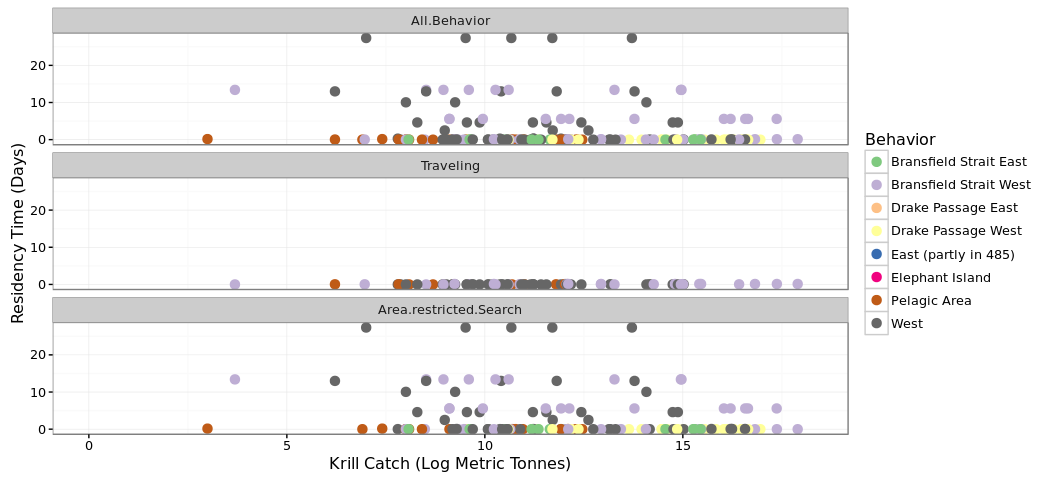 All.Behavior
20
10
0
Traveling
20
10
0
Area.restricted.Search
20
10
0
0 5 10 15
Krill Catch (Log Metric Tonnes)
Residency Time (Days)
Behavior
Bransfield Strait East
Bransfield Strait West
Drake Passage East
Drake Passage West
East (partly in 485)
Elephant Island
Pelagic Area
West